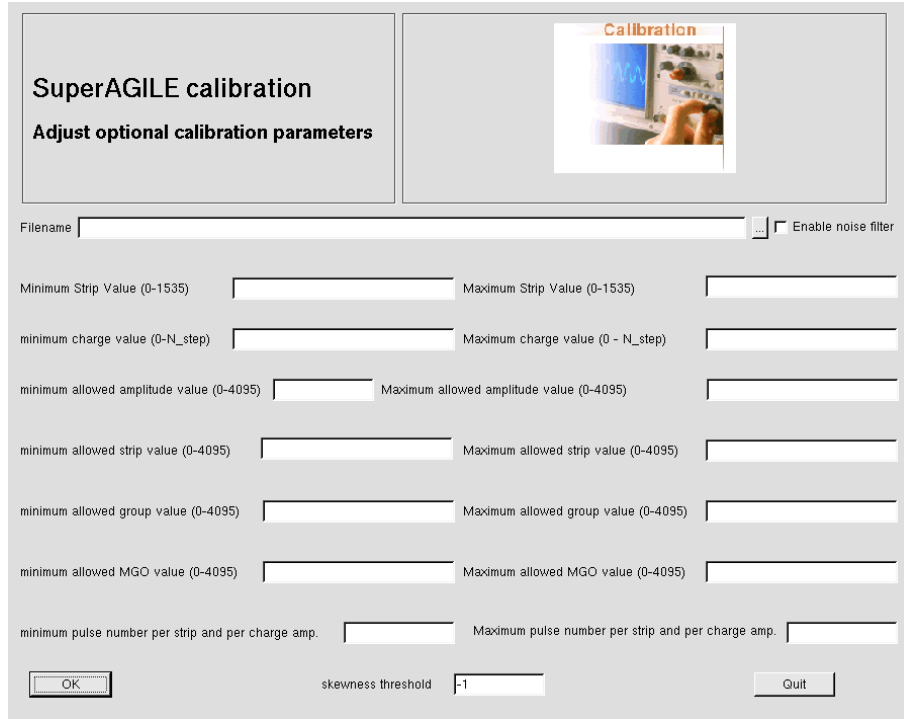 SuperAGILE calibration
Adjust optional calibration parameters
Calibration
Filename
...
Enable noise filter
Minimum Strip Value (0-1535)
Maximum Strip Value (0-1535)
minimum charge value (0-N_step)
Maximum charge value (0 - N_step)
minimum allowed amplitude value (0-4095)
Maximum allowed amplitude value (0-4095)
minimum allowed strip value (0-4095)
Maximum allowed strip value (0-4095)
minimum allowed group value (0-4095)
Maximum allowed group value (0-4095)
minimum allowed MGO value (0-4095)
Maximum allowed MGO value (0-4095)
minimum pulse number per strip and per charge amp.
Maximum pulse number per strip and per charge amp.
OK
skewness threshold
-1
Quit